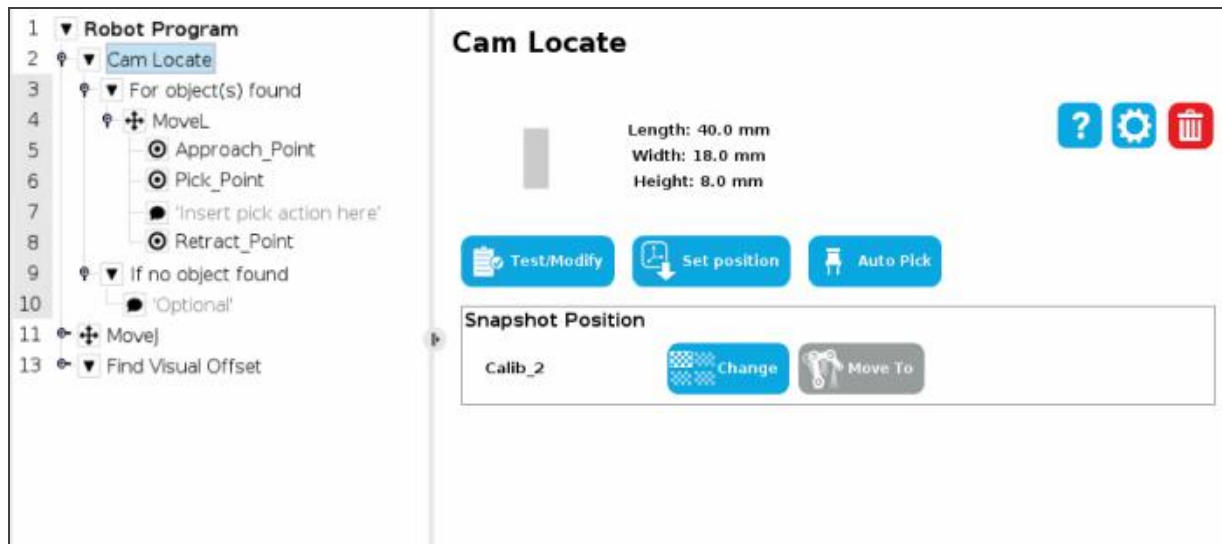 1 Robot Program
2 Cam Locate
3 For object(s) found
4 MoveL
5 Approach_Point
6 Pick_Point
7 'Insert pick action here'
8 Retract_Point
9 If no object found
10 'Optional'
11 MoveJ
13 Find Visual Offset
Cam Locate
Length: 40.0 mm
Width: 18.0 mm
Height: 8.0 mm
?
Test/Modify Set position Auto Pick
Snapshot Position
Calib_2 Change Move To